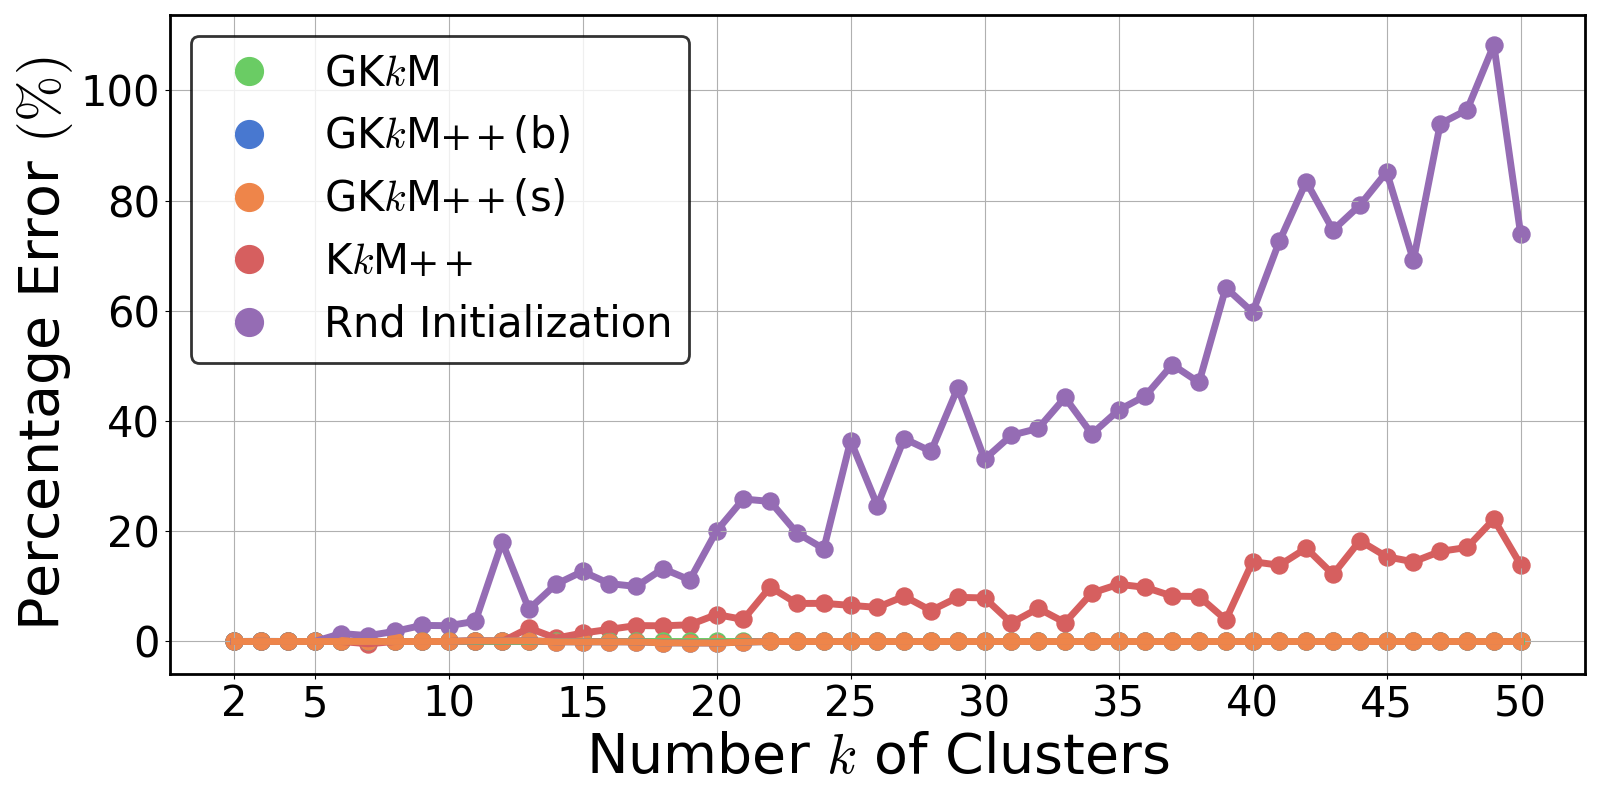 Percentage Error (%)
100
80
60
40
20
0
GKkM
GKkM++(b)
GKkM++(s)
KkM++
Rnd Initialization
2 5 10 15 20 25 30 35 40 45 50
Number k of Clusters